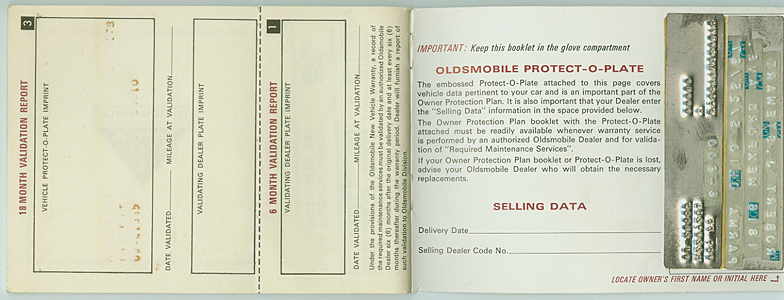 3
18 MONTH VALIDATION REPORT
VEHICLE PROTECT-O-PLATE IMPRINT
DATE VALIDATED
MILEAGE AT VALIDATION
VALIDATING DEALER PLATE IMPRINT
1
6 MONTH VALIDATION REPORT
VALIDATING DEALER PLATE IMPRINT
DATE VALIDATED
MILEAGE AT VALIDATION
Under the provisions of the Oldsmobile New Vehicle Warranty, a record of
the required maintenance services must be validated by an authorized Oldsmobile
Dealer six (6) months after the original delivery date and at least every six (6)
months thereafter during the warranty period. Dealer will furnish a report of
such validation to Oldsmobile Division.
IMPORTANT: Keep this booklet in the glove compartment
OLDSMOBILE PROTECT-O-PLATE
The embossed Protect-O-Plate attached to this page covers
vehicle data pertinent to your car and is an important part of the
Owner Protection Plan. It is also important that your Dealer enter
the "Selling Data" information in the space provided below.
The Owner Protection Plan booklet with the Protect-O-Plate
attached must be readily available whenever warranty service
is performed by an authorized Oldsmobile Dealer and for valida-
tion of "Required Maintenance Services".
If your Owner Protection Plan booklet or Protect-O-Plate is lost,
advise your Oldsmobile Dealer who will obtain the necessary
replacements.
SELLING DATA
Delivery Date
Selling Dealer Code No.
LOCATE OWNER'S FIRST NAME OR INITIAL HERE